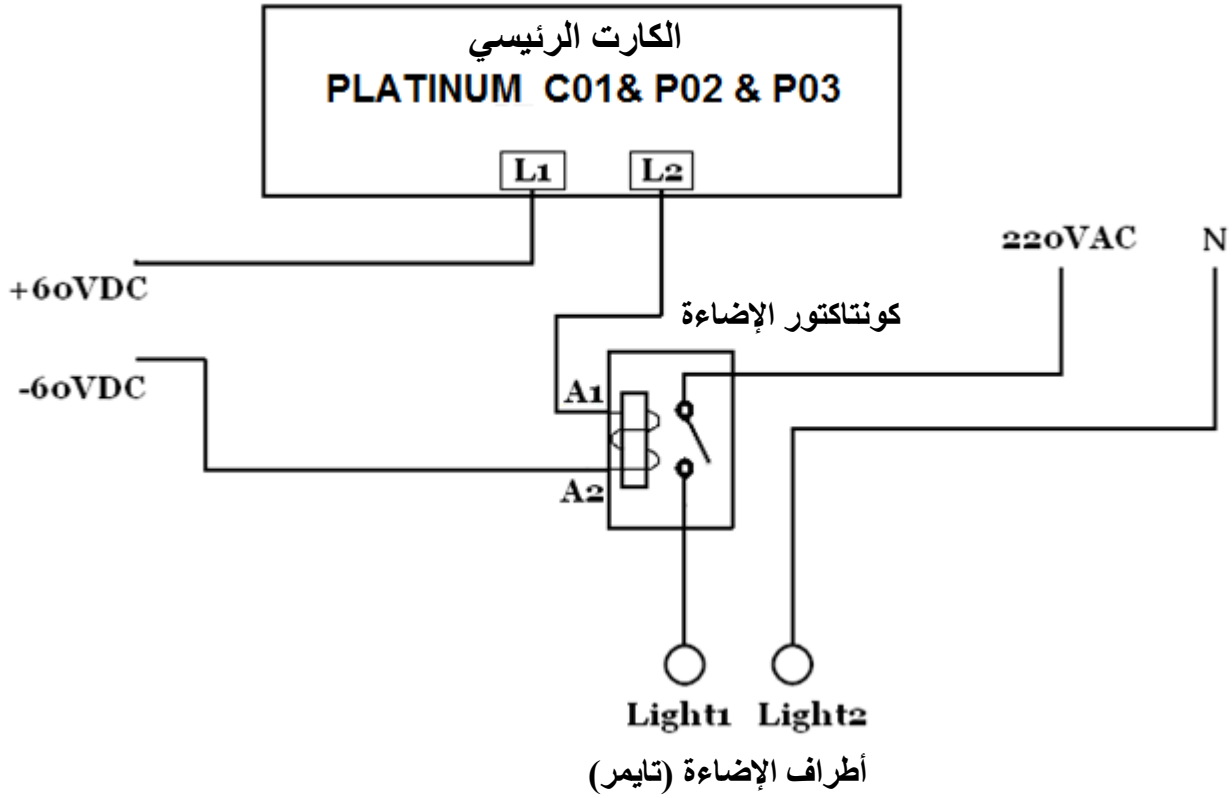 الكارت الرئيسي
PLATINUM C01& P02 & P03
L1 L2
220VAC N
+60VDC
كونتاكتور الإضاءة
-60VDC
A1
A2
Light1 Light2
أطراف الإضاءة (تايمر)